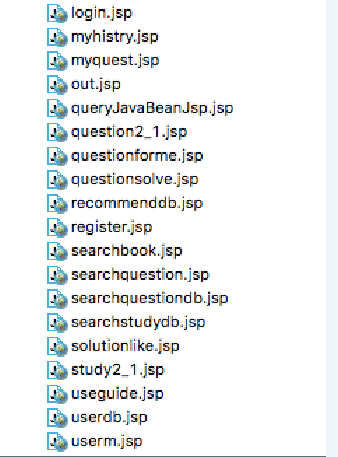 login.jsp
myhistry.jsp
myquest.jsp
out.jsp
queryJavaBeanJsp.jsp
question2_1.jsp
questionforme.jsp
questionsolve.jsp
recommenddb.jsp
register.jsp
searchbook.jsp
searchquestion.jsp
searchquestiondb.jsp
searchstudydb.jsp
solutionlike.jsp
study2_1.jsp
useguide.jsp
userdb.jsp
userm.jsp